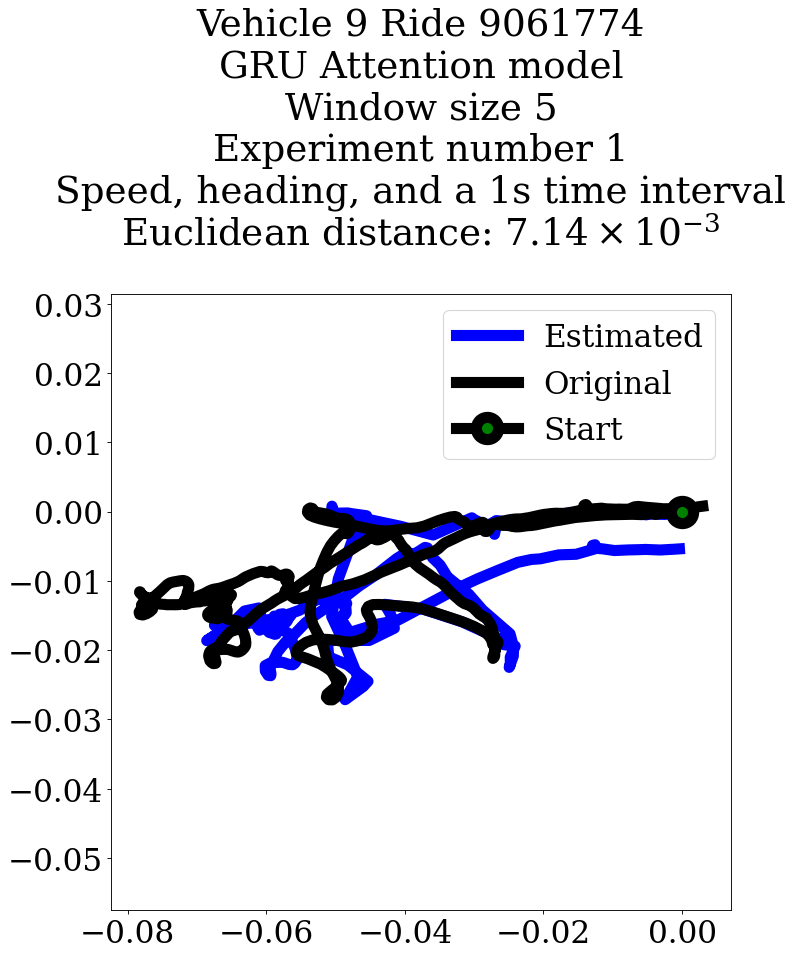 Vehicle 9 Ride 9061774
GRU Attention model
Window size 5
Experiment number 1
Speed, heading, and a 1s time interval
Euclidean distance: 7.14 × 10⁻³
0.03
0.02
0.01
0.00
−0.01
−0.02
−0.03
−0.04
−0.05
Estimated
Original
Start
−0.08 −0.06 −0.04 −0.02 0.00